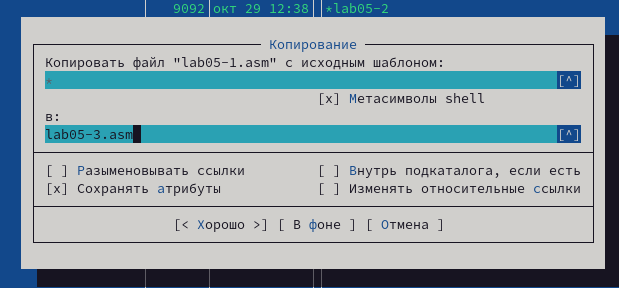 9092 окт 29 12:38 *lab05-2
Копирование
Копировать файл "lab05-1.asm" с исходным шаблоном:
* [^]
[x] Метасимволы shell
в:
lab05-3.asm [^]
[ ] Разыменовывать ссылки [ ] Внутрь подкаталога, если есть
[x] Сохранять атрибуты [ ] Изменять относительные ссылки
[< Хорошо >] [ В фоне ] [ Отмена ]